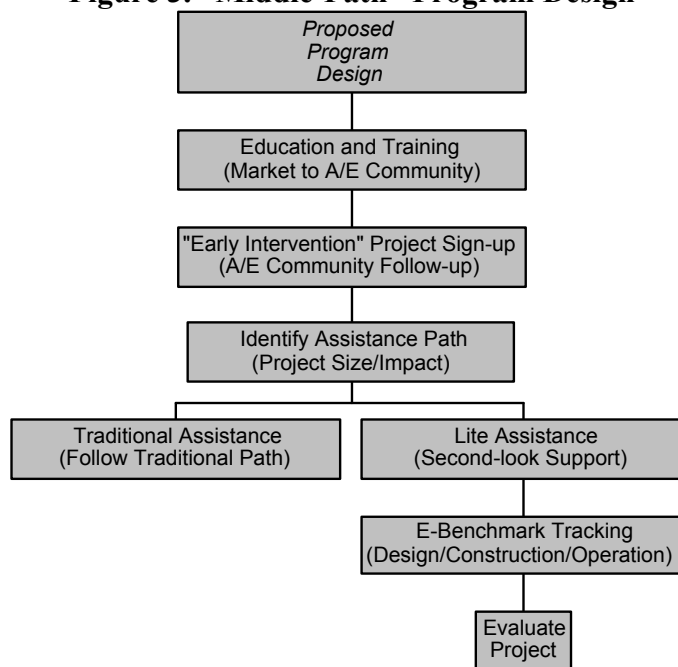 Figure "Middle Path" Program Design
Proposed
Program
Design
Education and Training
(Market to A/E Community)
"Early Intervention" Project Sign-up
(A/E Community Follow-up)
Identify Assistance Path
(Project Size/Impact)
Traditional Assistance
(Follow Traditional Path)
Lite Assistance
(Second-look Support)
E-Benchmark Tracking
(Design/Construction/Operation)
Evaluate
Project